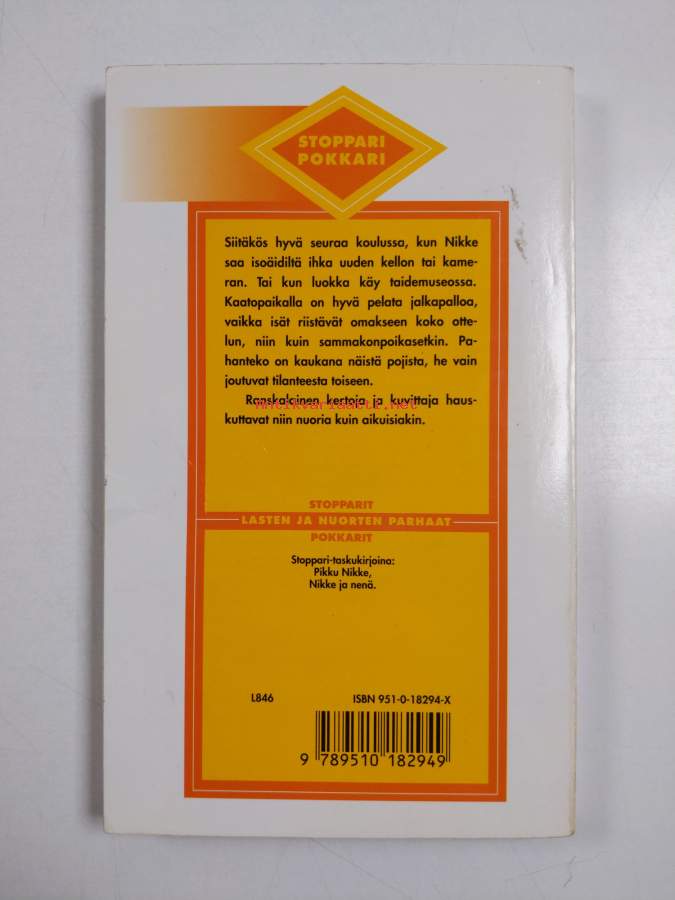 STOPPARI
POKKARI
Siitäkös hyvä seuraa koulussa, kun Nikke
saa isoäidiltä ihka uuden kellon tai kame-
ran. Tai kun luokka käy taidemuseossa.
Kaatopaikalla on hyvä pelata jalkapalloa,
vaikka isät riistävät omakseen koko otte-
lun, niin kuin sammakonpoikasetkin. Pa-
hanteko on kaukana näistä pojista, he vain
joutuvat tilanteesta toiseen.
Ranskalainen kertoja ja kuvittaja haus-
Antikvariaatti.net
kuttavat niin nuoria kuin aikuisiakin.
STOPPARIT
LASTEN JA NUORTEN PARHAAT
POKKARIT
Stoppari-taskukirjoina:
Pikku Nikke,
Nikke ja nenä.
L846 ISBN 951-0-18294-X
9 789510 182949